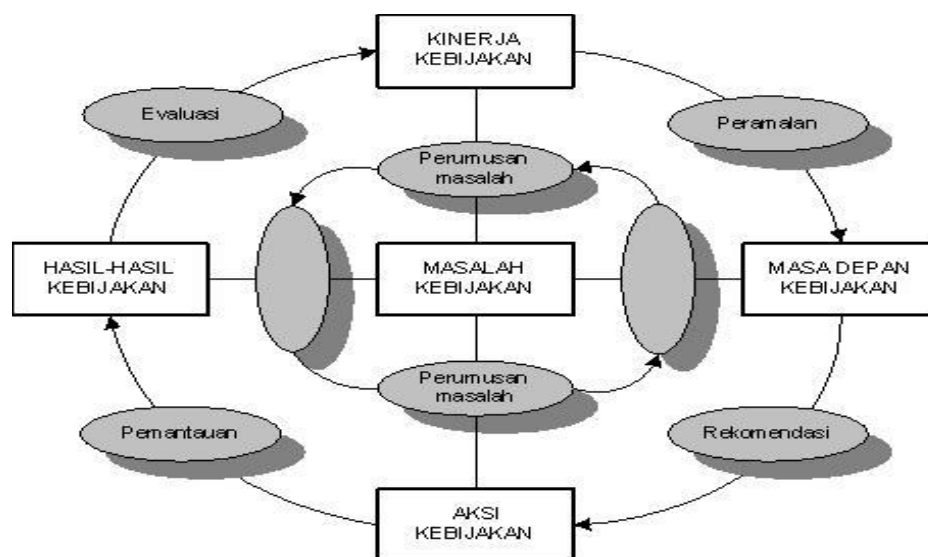 KINERJA
KEBIJAKAN
Evaluasi
Peramalan
Perumusan
masalah
HASIL-HASIL
KEBIJAKAN
MASALAH
KEBIJAKAN
MASA DEPAN
KEBIJAKAN
Perumusan
masalah
Pemantauan
Rekomendasi
AKSI
KEBIJAKAN